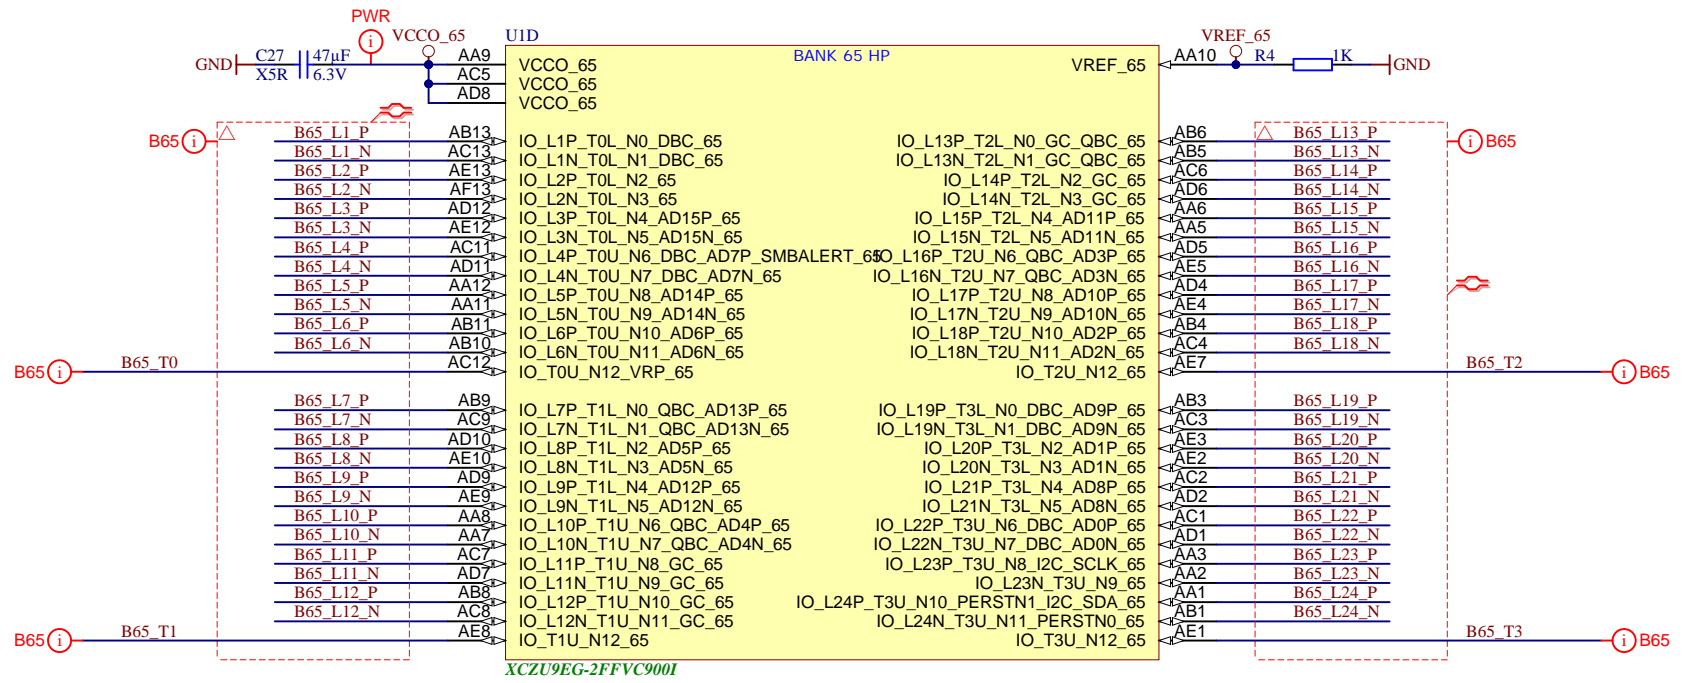 PWR
VCCO_65 U1D VREF_65
GND C27 47µF AA9 VCCO_65 BANK 65 HP VREF_65 AA10 R4 1K GND
X5R 6.3V AC5 VCCO_65
AD8 VCCO_65
B65 i B65_L1_P AB13 IO_L1P_T0L_N0_DBC_65 IO_L13P_T2L_N0_GC_QBC_65 AB6 B65_L13_P i B65
B65_L1_N AC13 IO_L1N_T0L_N1_DBC_65 IO_L13N_T2L_N1_GC_QBC_65 AB5 B65_L13_N
B65_L2_P AE13 IO_L2P_T0L_N2_65 IO_L14P_T2L_N2_GC_65 AC6 B65_L14_P
B65_L2_N AF13 IO_L2N_T0L_N3_65 IO_L14N_T2L_N3_GC_65 AD6 B65_L14_N
B65_L3_P AD12 IO_L3P_T0L_N4_AD15P_65 IO_L15P_T2L_N4_AD11P_65 AA6 B65_L15_P
B65_L3_N AE12 IO_L3N_T0L_N5_AD15N_65 IO_L15N_T2L_N5_AD11N_65 AA5 B65_L15_N
B65_L4_P AC11 IO_L4P_T0U_N6_DBC_AD7P_SMBALERT_65 IO_L16P_T2U_N6_QBC_AD3P_65 AD5 B65_L16_P
B65_L4_N AD11 IO_L4N_T0U_N7_DBC_AD7N_65 IO_L16N_T2U_N7_QBC_AD3N_65 AE5 B65_L16_N
B65_L5_P AA12 IO_L5P_T0U_N8_AD14P_65 IO_L17P_T2U_N8_AD10P_65 AD4 B65_L17_P
B65_L5_N AA11 IO_L5N_T0U_N9_AD14N_65 IO_L17N_T2U_N9_AD10N_65 AE4 B65_L17_N
B65_L6_P AB11 IO_L6P_T0U_N10_AD6P_65 IO_L18P_T2U_N10_AD2P_65 AB4 B65_L18_P
B65_L6_N AB10 IO_L6N_T0U_N11_AD6N_65 IO_L18N_T2U_N11_AD2N_65 AC4 B65_L18_N
B65 i B65_T0 AC12 IO_T0U_N12_VRP_65 IO_T2U_N12_65 AE7 B65_T2 i B65
B65_L7_P AB9 IO_L7P_T1L_N0_QBC_AD13P_65 IO_L19P_T3L_N0_DBC_AD9P_65 AB3 B65_L19_P
B65_L7_N AC9 IO_L7N_T1L_N1_QBC_AD13N_65 IO_L19N_T3L_N1_DBC_AD9N_65 AC3 B65_L19_N
B65_L8_P AD10 IO_L8P_T1L_N2_AD5P_65 IO_L20P_T3L_N2_AD1P_65 AE3 B65_L20_P
B65_L8_N AE10 IO_L8N_T1L_N3_AD5N_65 IO_L20N_T3L_N3_AD1N_65 AE2 B65_L20_N
B65_L9_P AD9 IO_L9P_T1L_N4_AD12P_65 IO_L21P_T3L_N4_AD8P_65 AC2 B65_L21_P
B65_L9_N AE9 IO_L9N_T1L_N5_AD12N_65 IO_L21N_T3L_N5_AD8N_65 AD2 B65_L21_N
B65_L10_P AA8 IO_L10P_T1U_N6_QBC_AD4P_65 IO_L22P_T3U_N6_DBC_AD0P_65 AC1 B65_L22_P
B65_L10_N AA7 IO_L10N_T1U_N7_QBC_AD4N_65 IO_L22N_T3U_N7_DBC_AD0N_65 AD1 B65_L22_N
B65_L11_P AC7 IO_L11P_T1U_N8_GC_65 IO_L23P_T3U_N8_I2C_SCLK_65 AA3 B65_L23_P
B65_L11_N AD7 IO_L11N_T1U_N9_GC_65 IO_L23N_T3U_N9_65 AA2 B65_L23_N
B65_L12_P AB8 IO_L12P_T1U_N10_GC_65 IO_L24P_T3U_N10_PERSTN1_I2C_SDA_65 AA1 B65_L24_P
B65_L12_N AC8 IO_L12N_T1U_N11_GC_65 IO_L24N_T3U_N11_PERSTN0_65 AB1 B65_L24_N
B65 i B65_T1 AE8 IO_T1U_N12_65 IO_T3U_N12_65 AE1 B65_T3 i B65
XCZU9EG-2FFVC900I